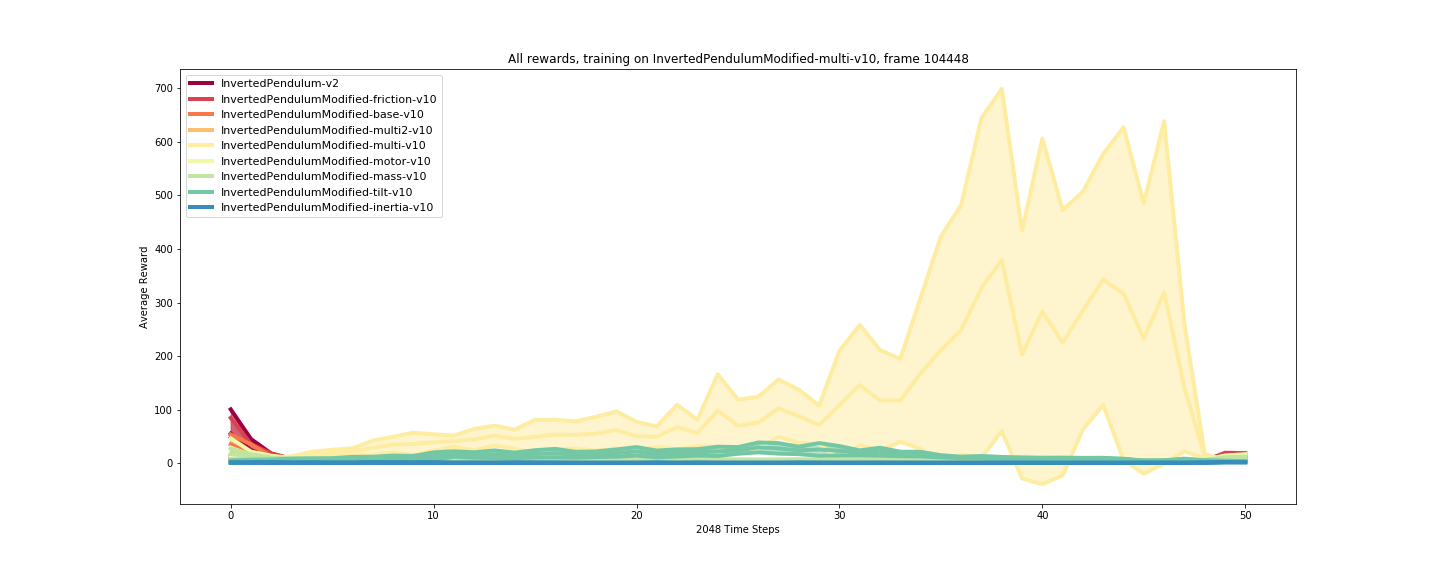 All rewards, training on InvertedPendulumModified-multi-v10, frame 104448
InvertedPendulum-v2
InvertedPendulumModified-friction-v10
InvertedPendulumModified-base-v10
InvertedPendulumModified-multi2-v10
InvertedPendulumModified-multi-v10
InvertedPendulumModified-motor-v10
InvertedPendulumModified-mass-v10
InvertedPendulumModified-tilt-v10
InvertedPendulumModified-inertia-v10
Average Reward
700
600
500
400
300
200
100
0
0 10 20 30 40 50
2048 Time Steps